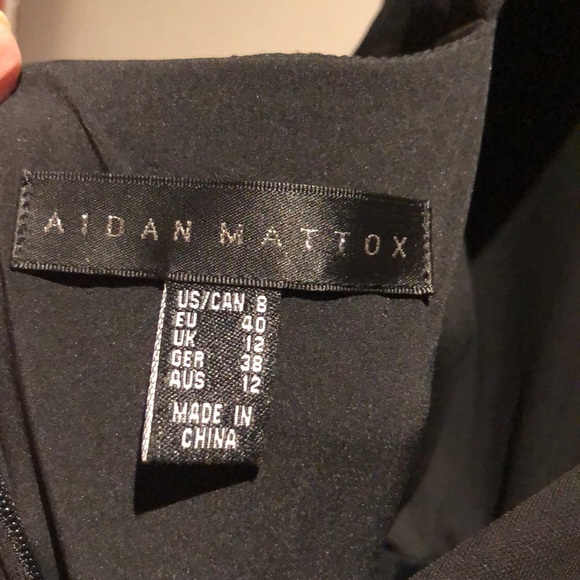 AIDAN MATTOX
US/CAN 8
EU 40
UK 12
GER 38
AUS 12
MADE IN
CHINA